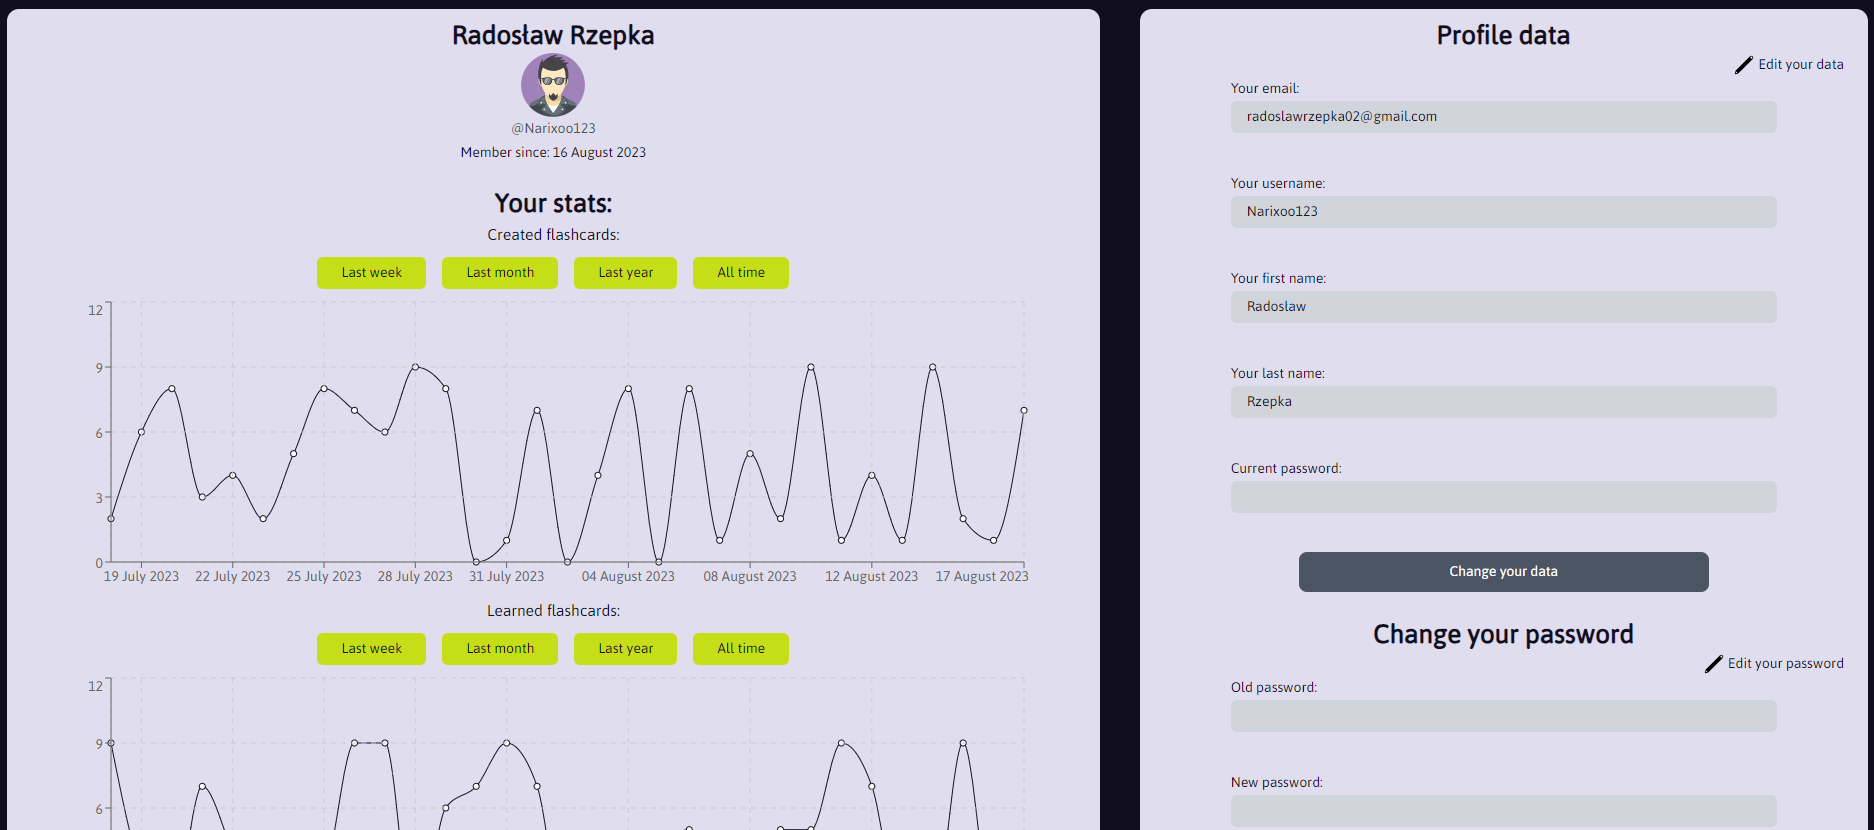 Radosław Rzepka
@Narixoo123
Member since: 16 August 2023
Your stats:
Created flashcards:
Last week Last month Last year All time
12
9
6
3
0
19 July 2023 22 July 2023 25 July 2023 28 July 2023 31 July 2023 04 August 2023 08 August 2023 12 August 2023 17 August 2023
Learned flashcards:
Last week Last month Last year All time
12
9
6
Profile data
Edit your data
Your email:
radoslawrzepka02@gmail.com
Your username:
Narixoo123
Your first name:
Radosław
Your last name:
Rzepka
Current password:
Change your data
Change your password
Edit your password
Old password:
New password: